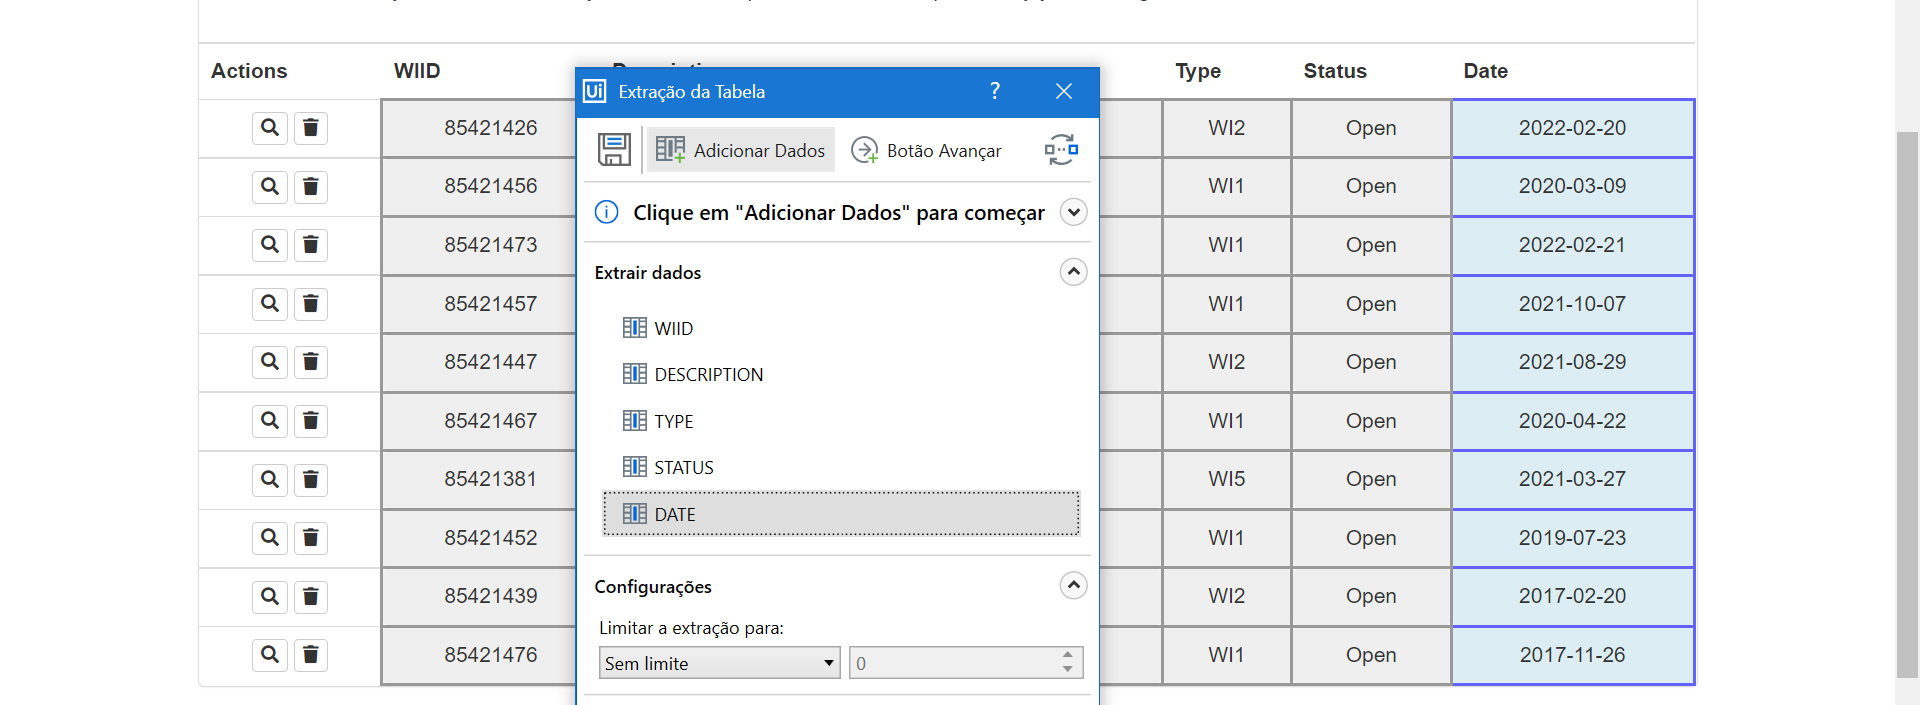 Actions WIID Type Status Date
85421426 WI2 Open 2022-02-20
85421456 WI1 Open 2020-03-09
85421473 WI1 Open 2022-02-21
85421457 WI1 Open 2021-10-07
85421447 WI2 Open 2021-08-29
85421467 WI1 Open 2020-04-22
85421381 WI5 Open 2021-03-27
85421452 WI1 Open 2019-07-23
85421439 WI2 Open 2017-02-20
85421476 WI1 Open 2017-11-26
Ui Extração da Tabela ?
Adicionar Dados Botão Avançar
Clique em "Adicionar Dados" para começar
Extrair dados
WIID
DESCRIPTION
TYPE
STATUS
DATE
Configurações
Limitar a extração para:
Sem limite 0